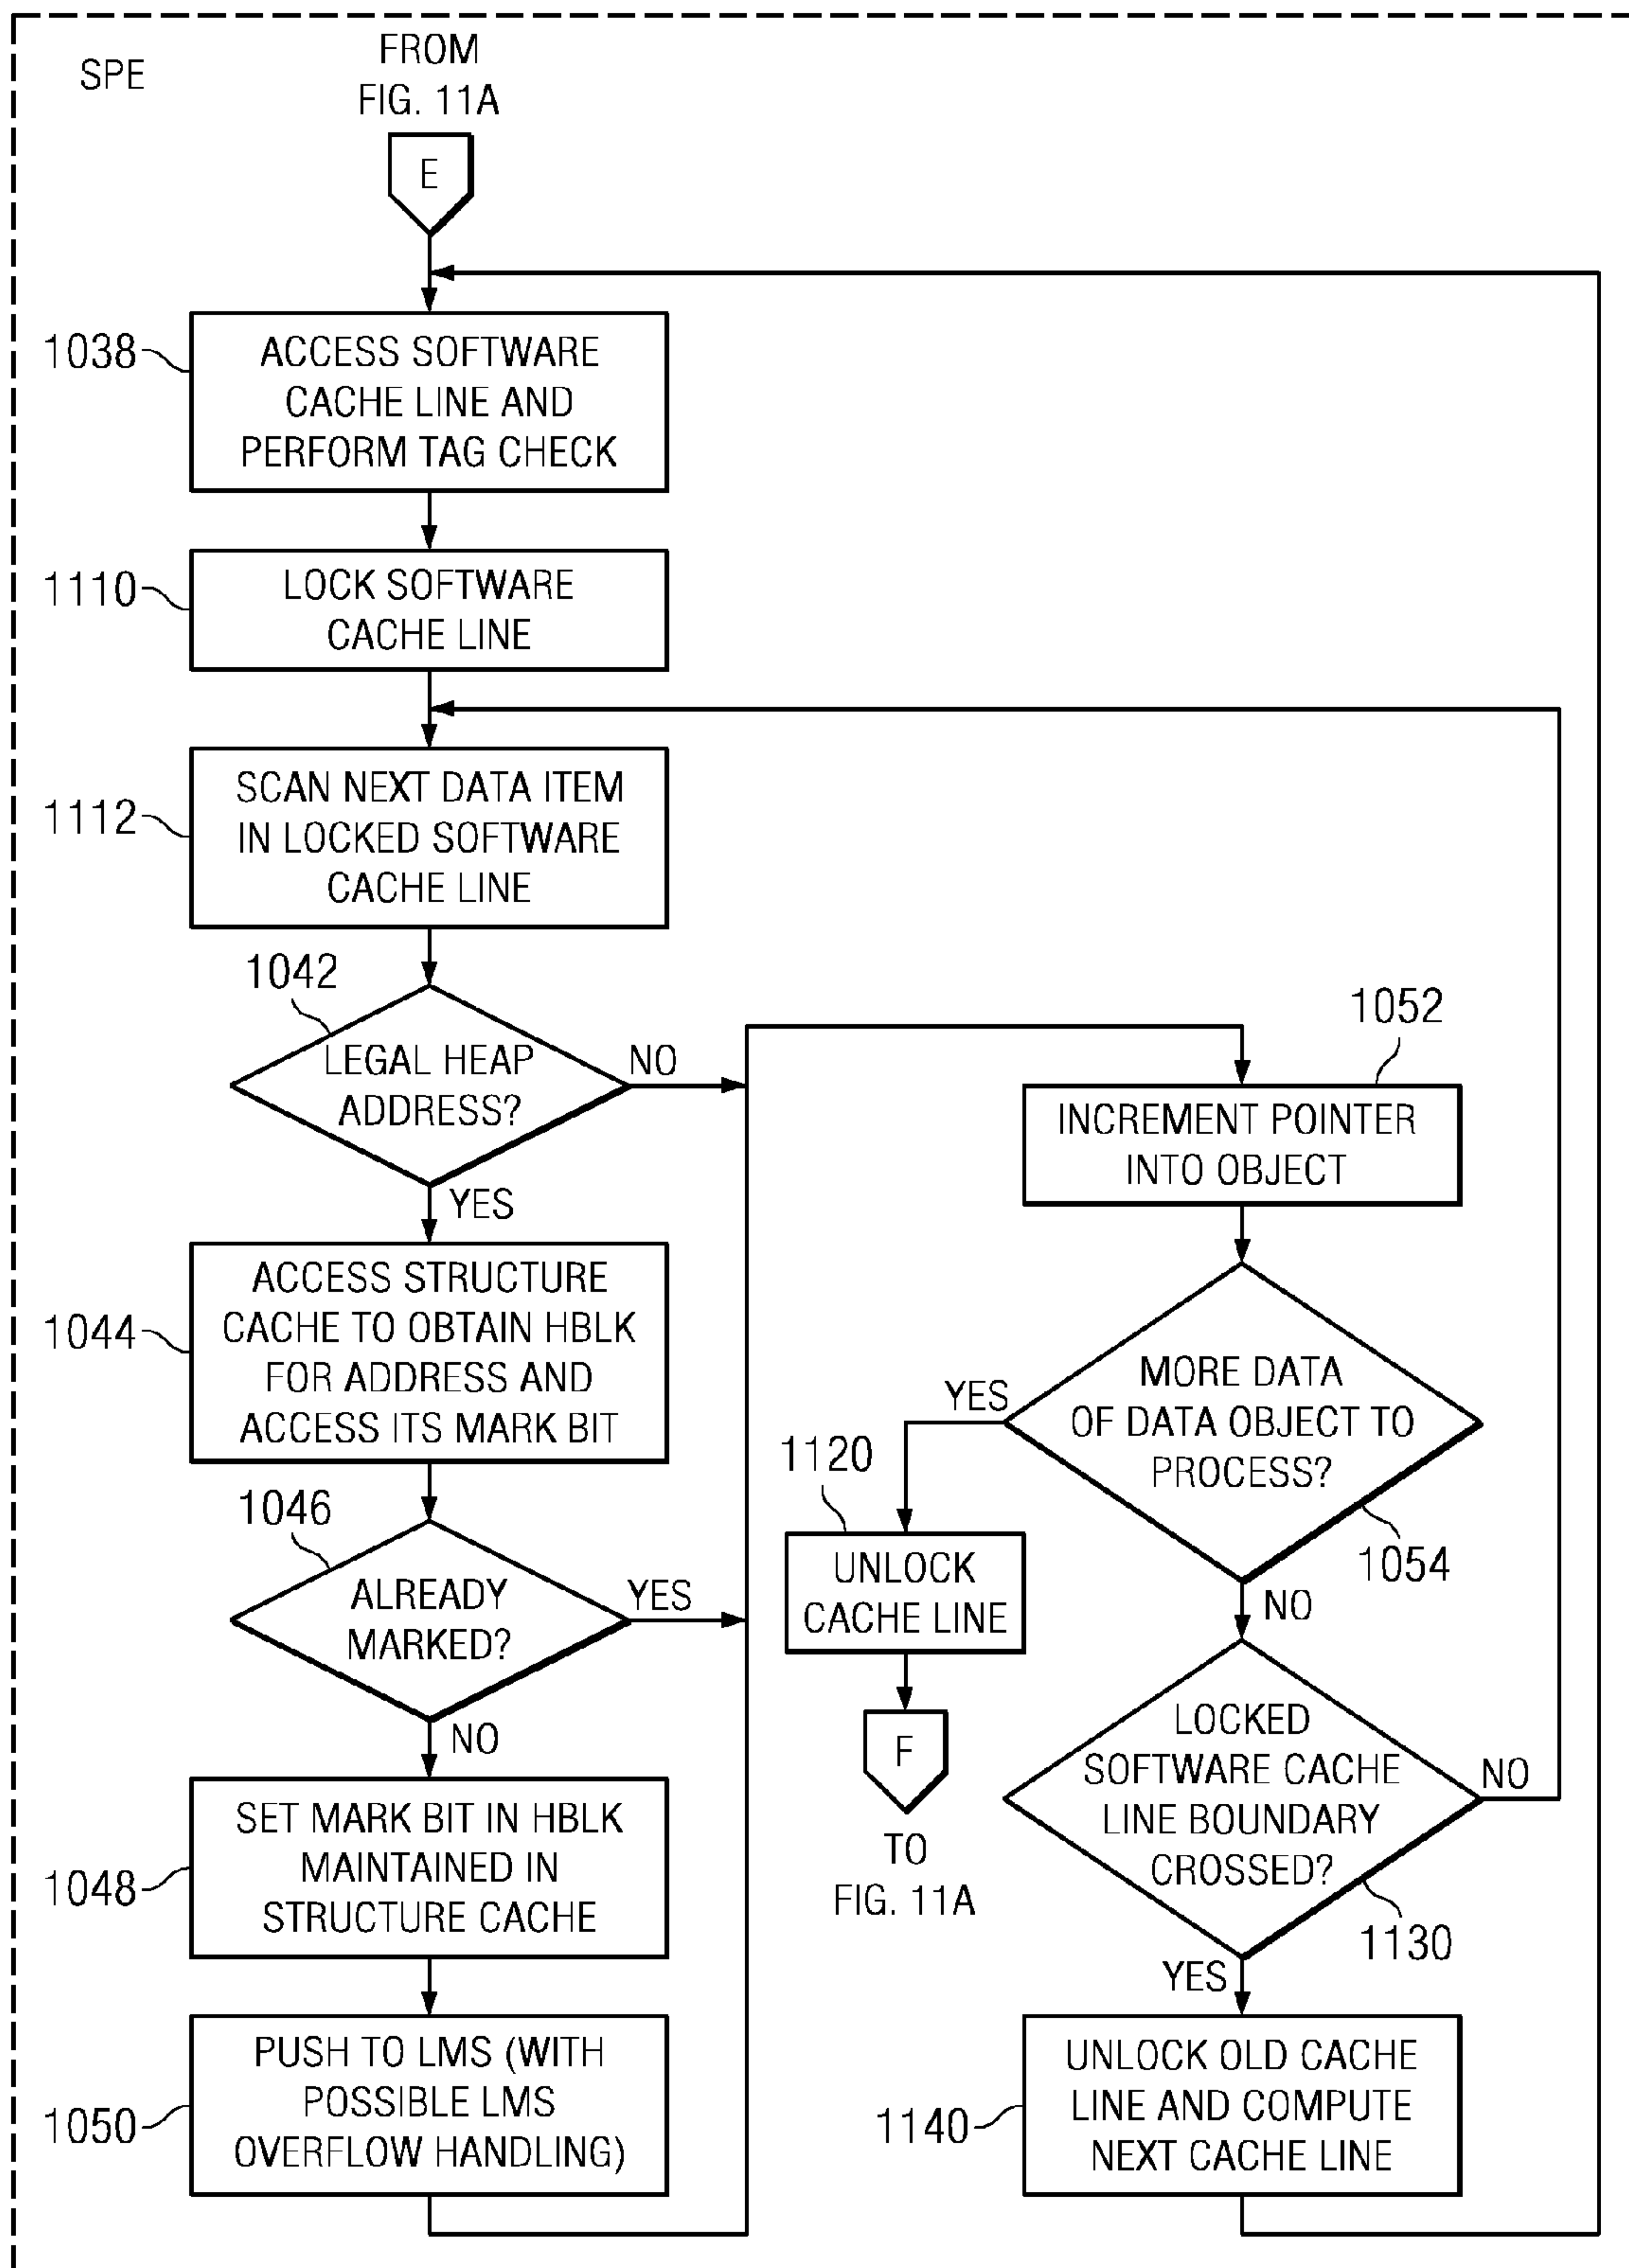 SPE
FROM
FIG. 11A
E
1038
ACCESS SOFTWARE
CACHE LINE AND
PERFORM TAG CHECK
1110
LOCK SOFTWARE
CACHE LINE
1112
SCAN NEXT DATA ITEM
IN LOCKED SOFTWARE
CACHE LINE
1042
LEGAL HEAP
ADDRESS?
NO
YES
1044
ACCESS STRUCTURE
CACHE TO OBTAIN HBLK
FOR ADDRESS AND
ACCESS ITS MARK BIT
1046
ALREADY
MARKED?
YES
NO
1048
SET MARK BIT IN HBLK
MAINTAINED IN
STRUCTURE CACHE
1050
PUSH TO LMS (WITH
POSSIBLE LMS
OVERFLOW HANDLING)
1052
INCREMENT POINTER
INTO OBJECT
MORE DATA
OF DATA OBJECT TO
PROCESS?
1054
YES
1120
UNLOCK
CACHE LINE
F
TO
FIG. 11A
NO
LOCKED
SOFTWARE CACHE
LINE BOUNDARY
CROSSED?
NO
1130
YES
1140
UNLOCK OLD CACHE
LINE AND COMPUTE
NEXT CACHE LINE